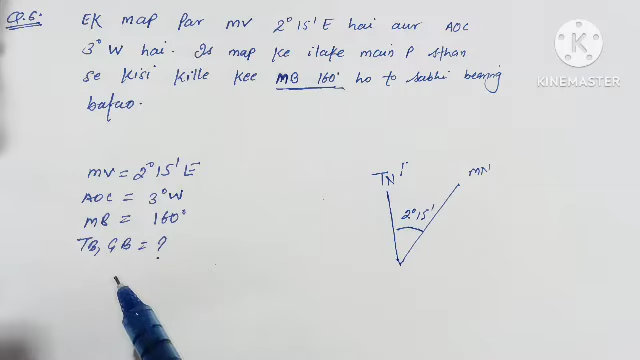 Q.6: EK map par MV 2°15' E hai aur AOC
3°W hai. Is map ke ilake main P sthan
se kisi kille kee MB 160° ho to sabhi bearing
batao.
KINEMASTER
MV = 2°15' E
AOC = 3°W
MB = 160°
TB, GB = ?
TN
MN
2°15'